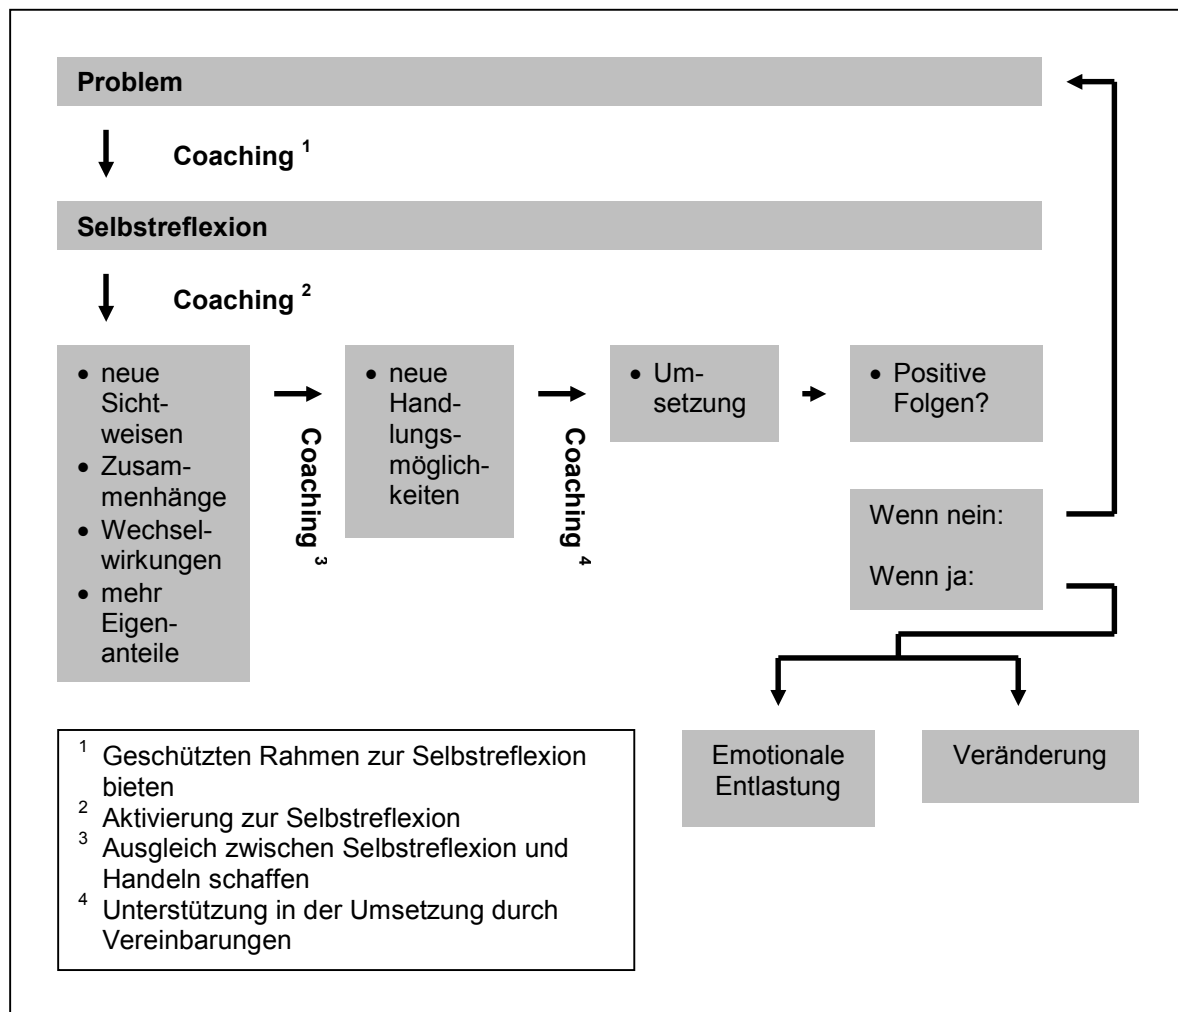 Problem
Coaching 1
Selbstreflexion
Coaching 2
• neue
Sicht-
weisen
• Zusam-
menhänge
• Wechsel-
wirkungen
• mehr
Eigen-
anteile
Coaching 3
• neue
Hand-
lungs-
möglich-
keiten
Coaching 4
• Um-
setzung
• Positive
Folgen?
Wenn nein:
Wenn ja:
Emotionale
Entlastung
Veränderung
1 Geschützten Rahmen zur Selbstreflexion
bieten
2 Aktivierung zur Selbstreflexion
3 Ausgleich zwischen Selbstreflexion und
Handeln schaffen
4 Unterstützung in der Umsetzung durch
Vereinbarungen